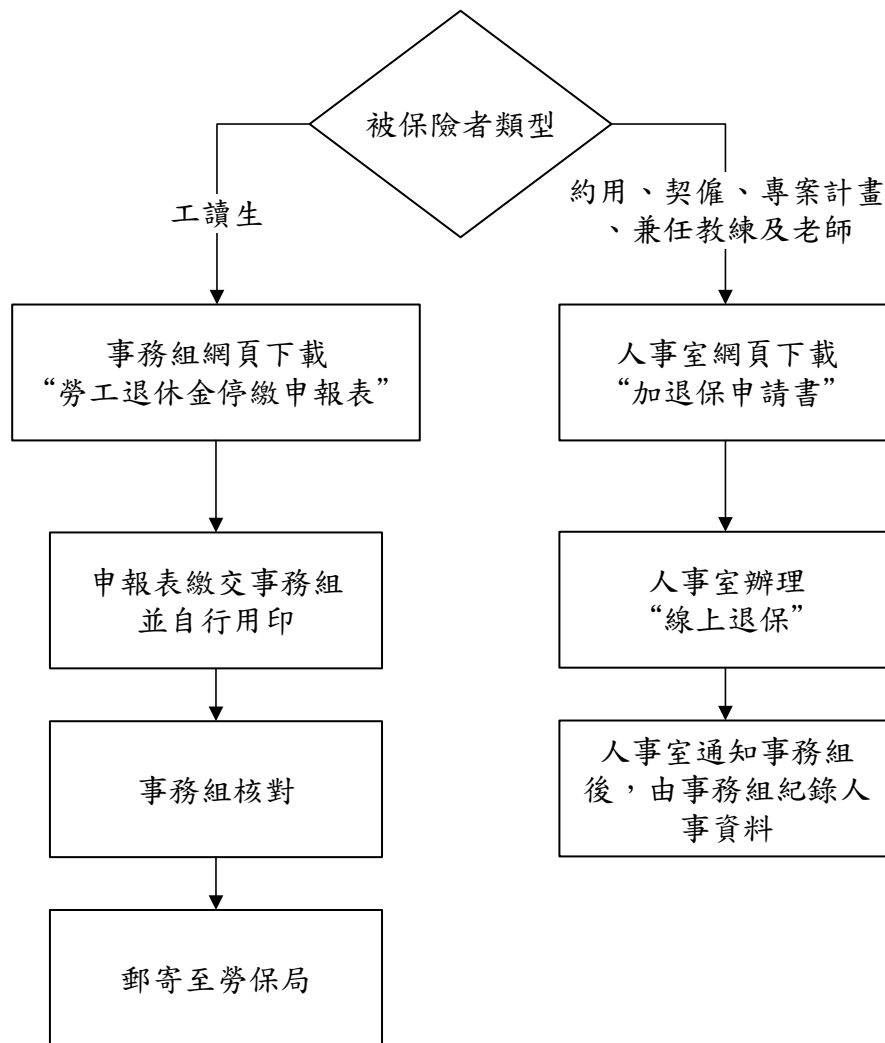 被保險者類型
工讀生
約用、契僱、專案計畫
、兼任教練及老師
事務組網頁下載
“勞工退休金停繳申報表”
人事室網頁下載
“加退保申請書”
申報表繳交事務組
並自行用印
人事室辦理
“線上退保”
事務組核對
人事室通知事務組
後，由事務組紀錄人
事資料
郵寄至勞保局